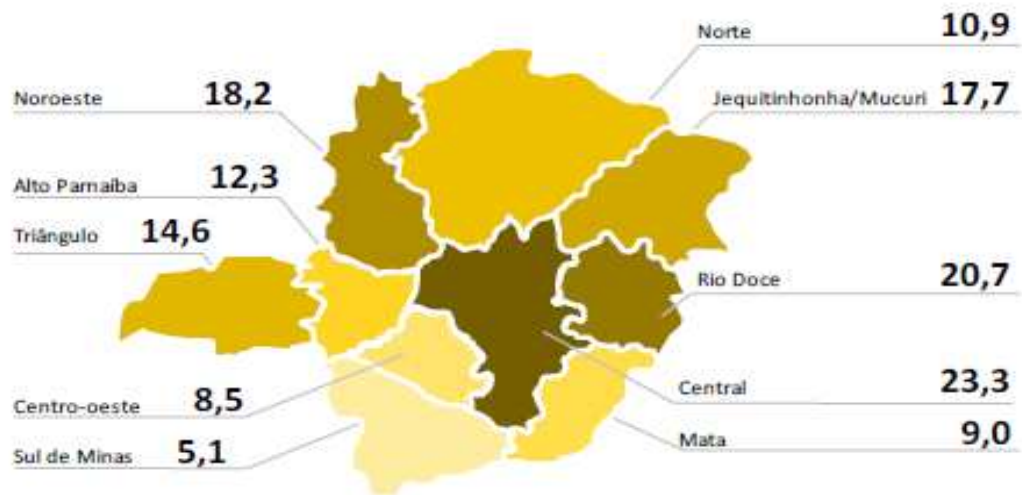 Norte 10,9
Noroeste 18,2
Jequitinhonha/Mucuri 17,7
Alto Parnaíba 12,3
Triângulo 14,6
Rio Doce 20,7
Central 23,3
Centro-oeste 8,5
Mata 9,0
Sul de Minas 5,1